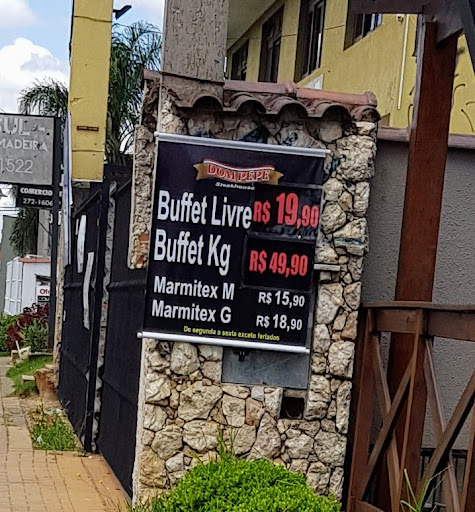 MADEIRA
1522
COMERCIO
272-1606
DOM PEPE
Steakhouse
Buffet Livre R$ 19,90
Buffet Kg R$ 49,90
Marmitex M R$ 15,90
Marmitex G R$ 18,90
De segunda a sexta exceto feriados